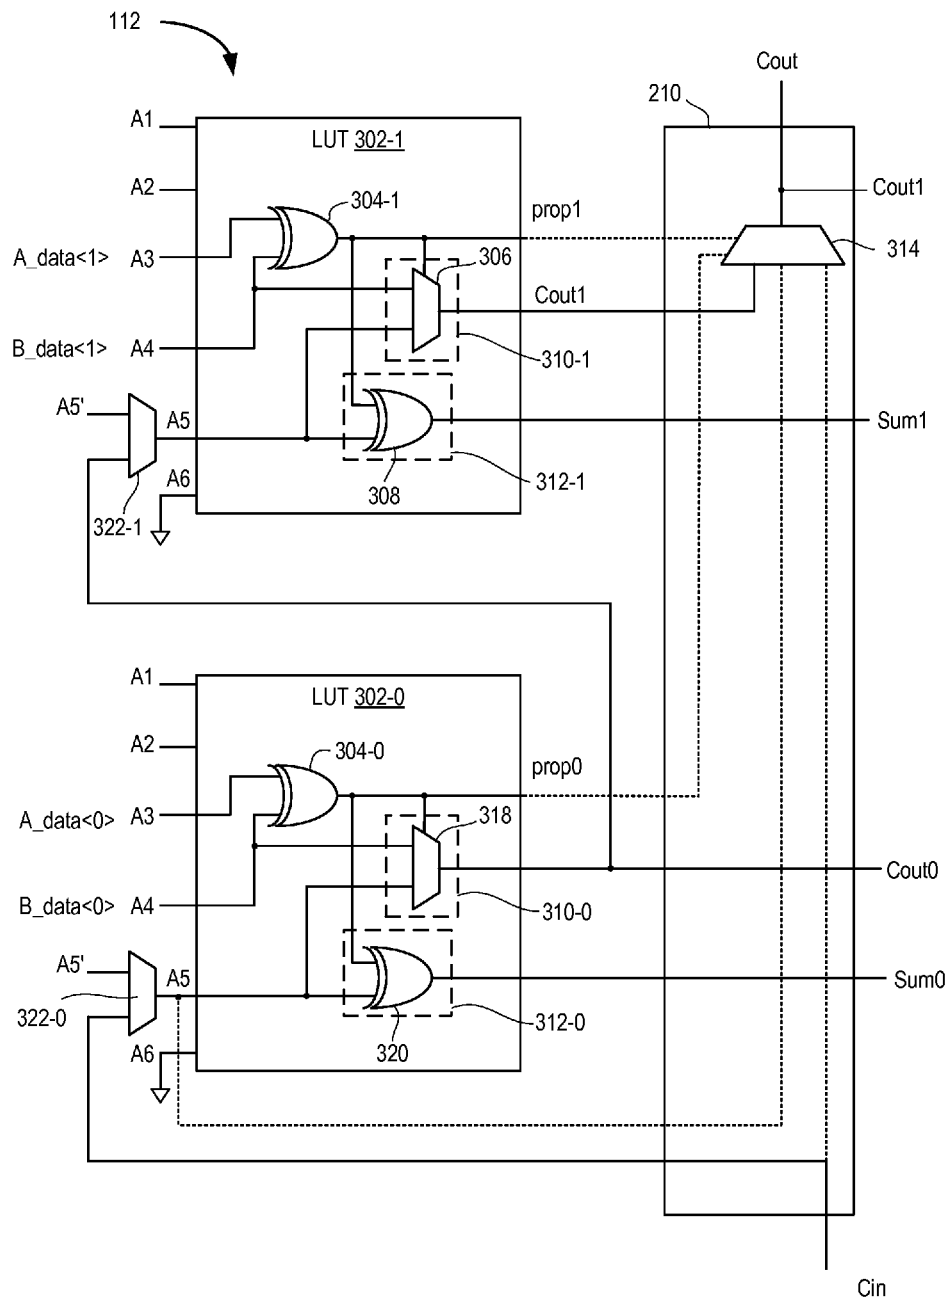 112
Cout
210
A1
LUT 302-1
A2
304-1
prop1
Cout1
314
A_data<1> A3
306
Cout1
B_data<1> A4
310-1
A5'
A5
Sum1
A6
308
312-1
322-1
A1
LUT 302-0
A2
304-0
prop0
A_data<0> A3
318
Cout0
B_data<0> A4
310-0
A5'
A5
Sum0
322-0
A6
320
312-0
Cin